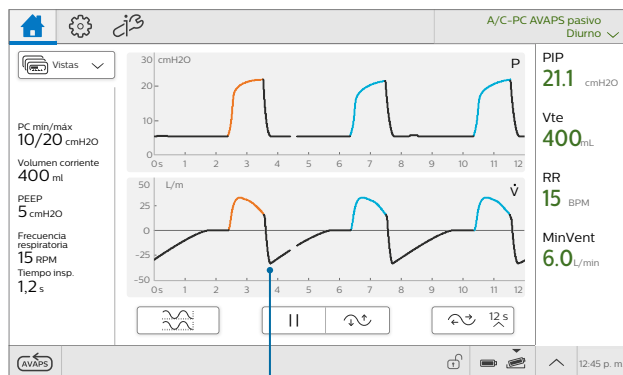 A/C-PC AVAPS pasivo
Diurno
Vistas
PC mín/máx
10/20 cmH2O
Volumen corriente
400 ml
PEEP
5 cmH2O
Frecuencia
respiratoria
15 RPM
Tiempo insp.
1,2 s
30 cmH2O
P
20
10
0
0s 1 2 3 4 5 6 7 8 9 10 11 12
50 L/m
V̇
25
0
-25
-50
0s 1 2 3 4 5 6 7 8 9 10 11 12
12 s
PIP
21.1 cmH2O
Vte
400 mL
RR
15 BPM
MinVent
6.0 L/min
AVAPS
12:45 p. m